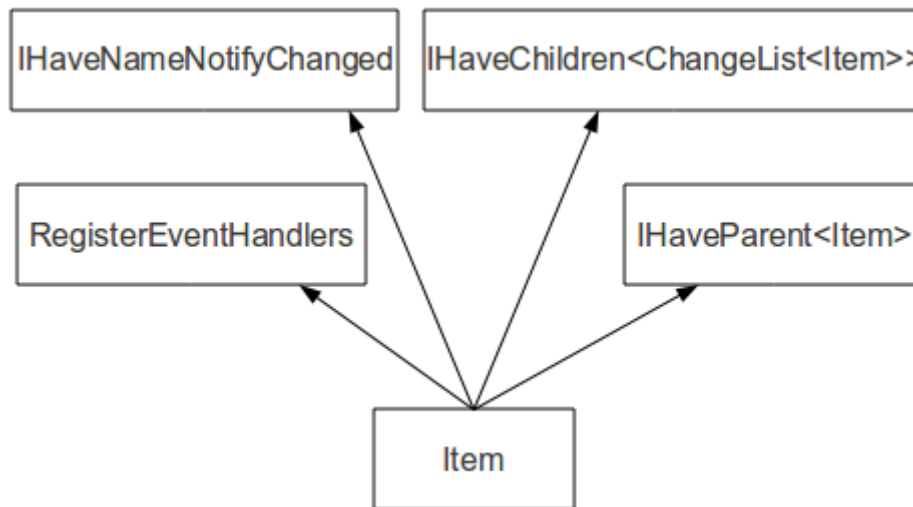 IHaveNameNotifyChanged
IHaveChildren<ChangeList<Item>>
RegisterEventHandlers
IHaveParent<Item>
Item